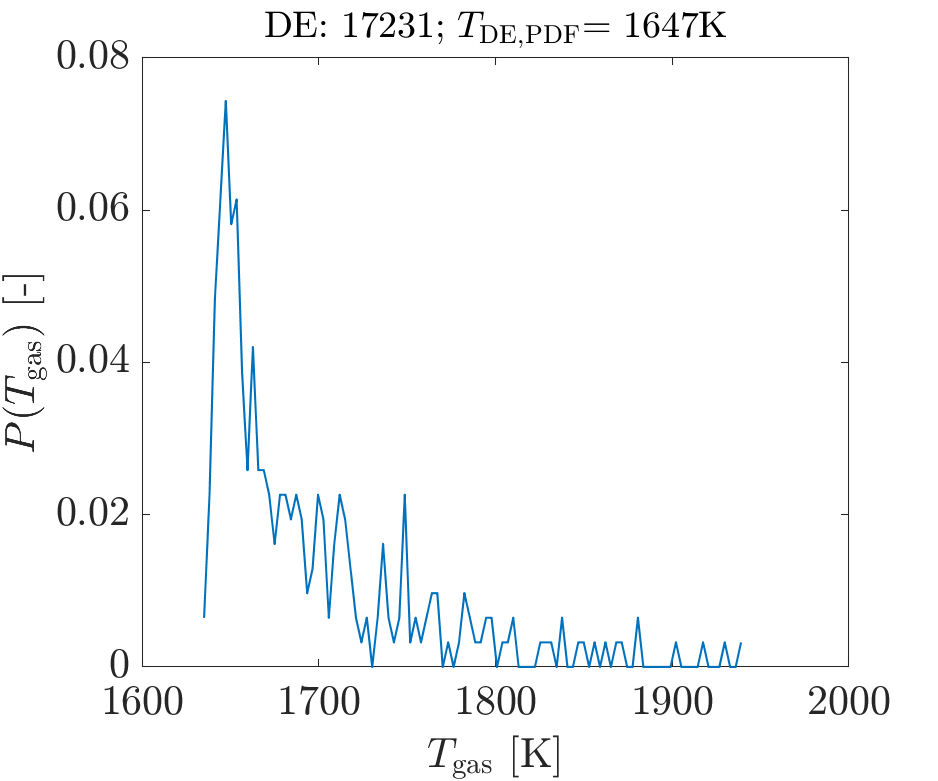 DE: 17231; T_DE,PDF= 1647K
0.08
0.06
0.04
0.02
0
P(T_gas) [-]
1600 1700 1800 1900 2000
T_gas [K]